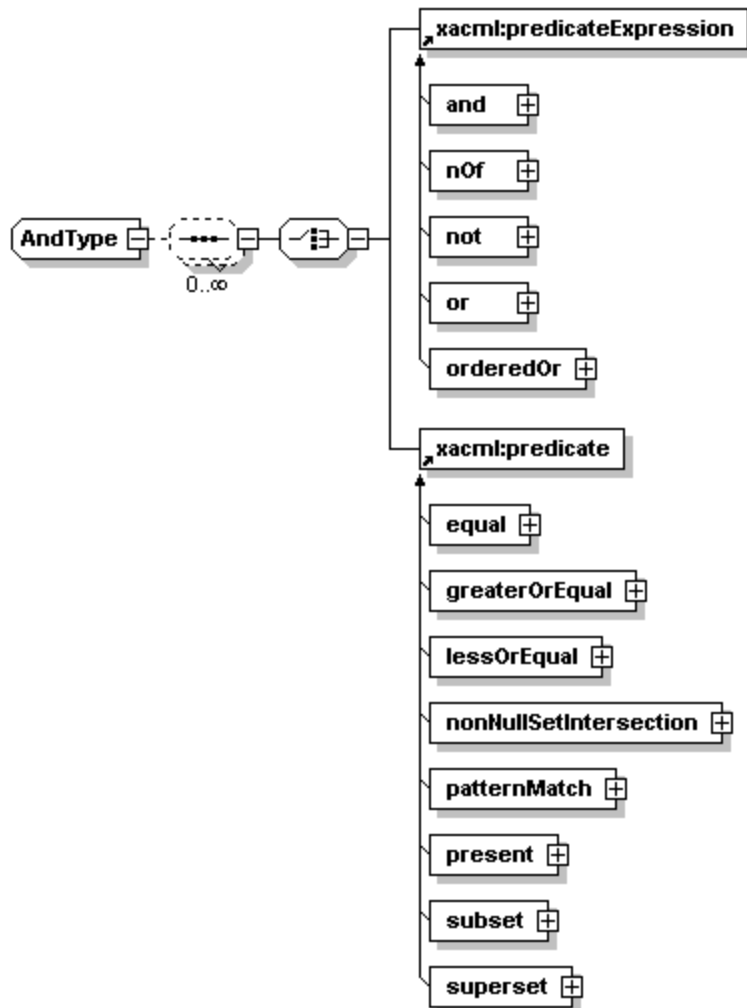 xacml:predicateExpression
and
nOf
not
AndType
0..∞
or
orderedOr
xacml:predicate
equal
greaterOrEqual
lessOrEqual
nonNullSetIntersection
patternMatch
present
subset
superset